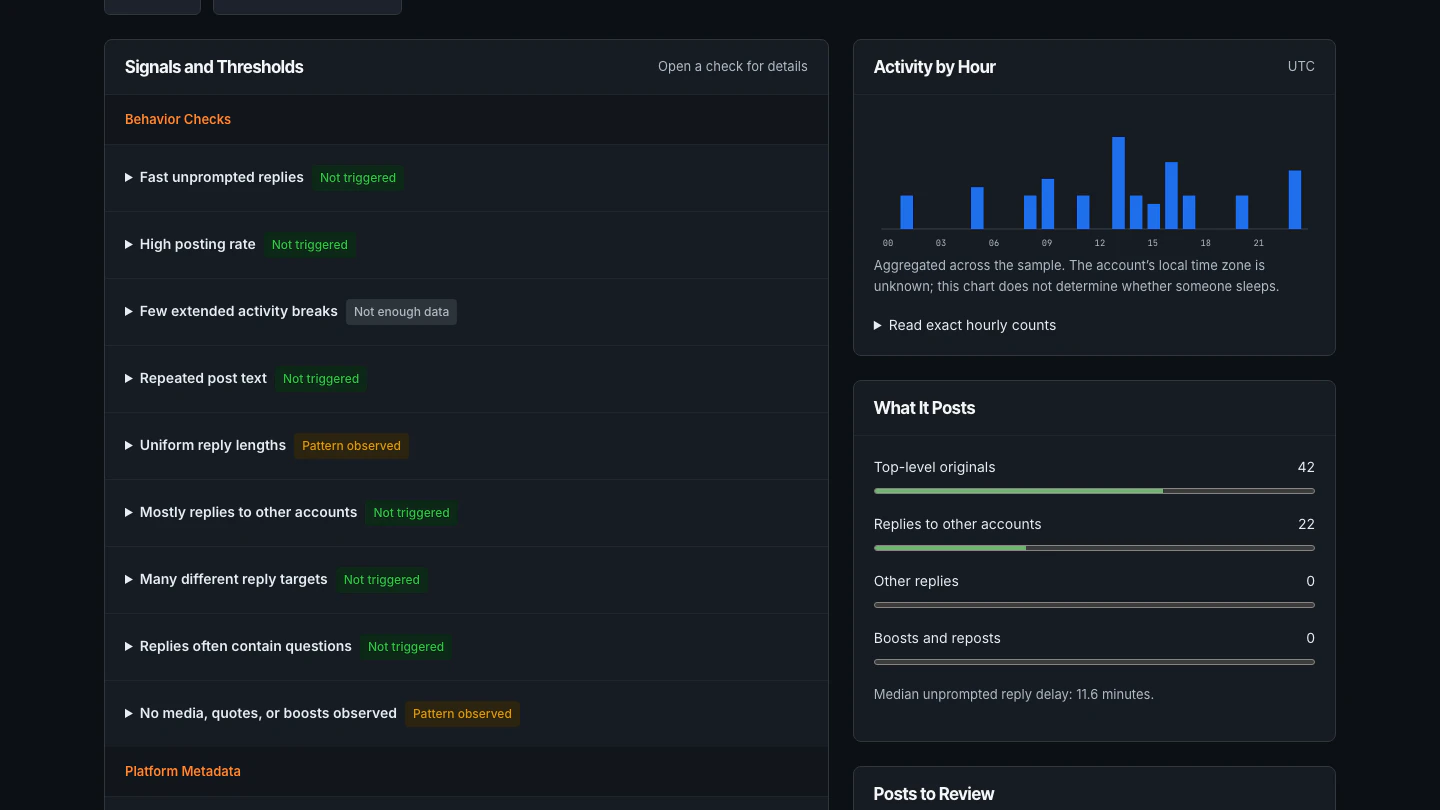 Signals and Thresholds
Open a check for details
Behavior Checks
Fast unprompted replies Not triggered
High posting rate Not triggered
Few extended activity breaks Not enough data
Repeated post text Not triggered
Uniform reply lengths Pattern observed
Mostly replies to other accounts Not triggered
Many different reply targets Not triggered
Replies often contain questions Not triggered
No media, quotes, or boosts observed Pattern observed
Platform Metadata
Activity by Hour
UTC
00 03 06 09 12 15 18 21
Aggregated across the sample. The account’s local time zone is
unknown; this chart does not determine whether someone sleeps.
Read exact hourly counts
What It Posts
Top-level originals 42
Replies to other accounts 22
Other replies 0
Boosts and reposts 0
Median unprompted reply delay: 11.6 minutes.
Posts to Review